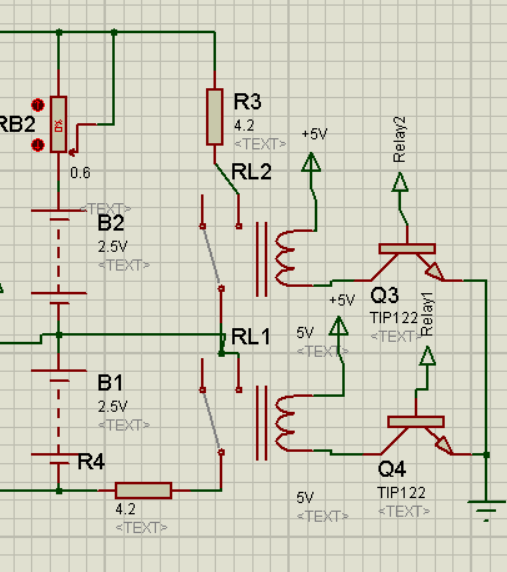 RB2
0%
0.6
<TEXT>
B2
2.5V
<TEXT>
R3
4.2
<TEXT>
RL2
+5V
Relay2
5V
<TEXT>
Q3
TIP122
<TEXT>
RL1
+5V
Relay1
B1
2.5V
<TEXT>
R4
4.2
<TEXT>
5V
<TEXT>
Q4
TIP122
<TEXT>